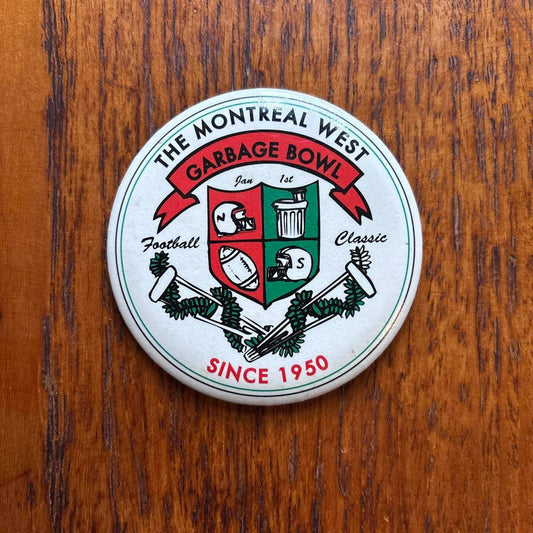 THE MONTREAL WEST
GARBAGE BOWL
Jan 1st
N
Football Classic
S
SINCE 1950